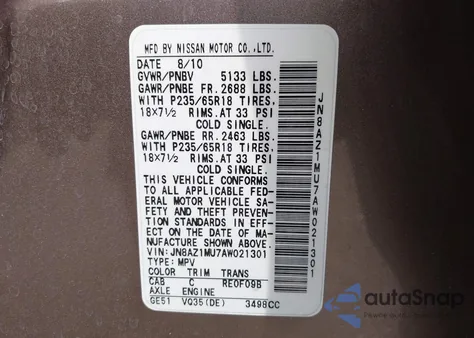 MFD BY NISSAN MOTOR CO.,LTD.
DATE 8/10
GVWR/PNBV 5133 LBS.
GAWR/PNBE FR. 2688 LBS.
WITH P235/65R18 TIRES,
18×7½ RIMS.AT 33 PSI
COLD SINGLE.
GAWR/PNBE RR. 2463 LBS.
WITH P235/65R18 TIRES,
18×7½ RIMS.AT 33 PSI
COLD SINGLE.
THIS VEHICLE CONFORMS
TO ALL APPLICABLE FED-
ERAL MOTOR VEHICLE SA-
FETY AND THEFT PREVEN-
TION STANDARDS IN EFF-
ECT ON THE DATE OF MA-
NUFACTURE SHOWN ABOVE.
VIN:JN8AZ1MU7AW021301
TYPE:MPV
COLOR TRIM TRANS
CAB C RE0F09B
AXLE ENGINE
GE51 VQ35(DE) 3498CC
JN8AZ1MU7AW021301
autoSnap